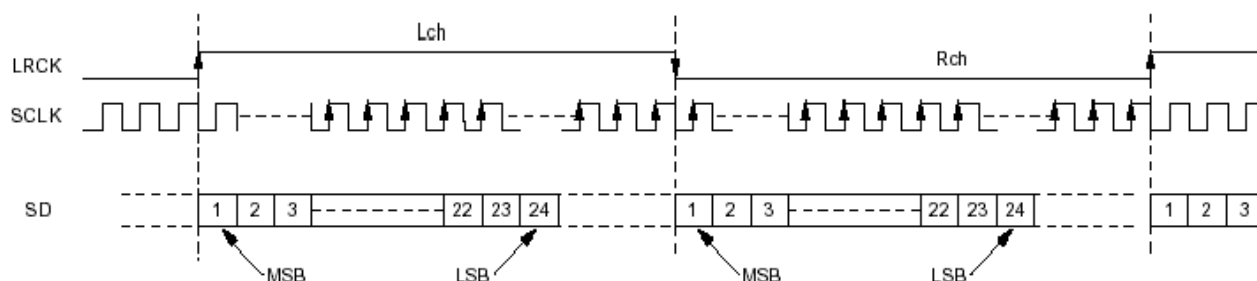 Lch
LRCK
Rch
SCLK
SD
1 2 3 22 23 24 1 2 3 22 23 24 1 2 3
MSB LSB MSB LSB